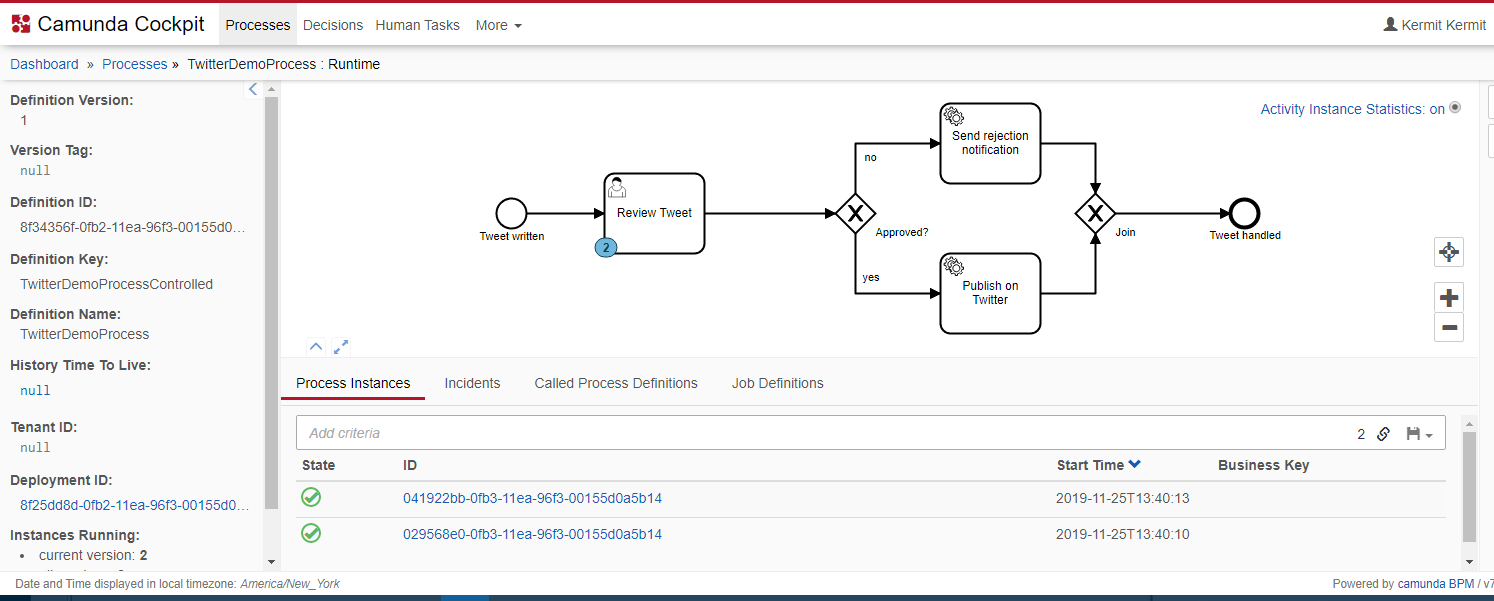 Camunda Cockpit Processes Decisions Human Tasks More Kermit Kermit
Dashboard » Processes » TwitterDemoProcess : Runtime
Definition Version:
1
Version Tag:
null
Definition ID:
8f34356f-0fb2-11ea-96f3-00155d0...
Definition Key:
TwitterDemoProcessControlled
Definition Name:
TwitterDemoProcess
History Time To Live:
null
Tenant ID:
null
Deployment ID:
8f25dd8d-0fb2-11ea-96f3-00155d0...
Instances Running:
• current version: 2
Activity Instance Statistics: on
Tweet written
Review Tweet
2
Approved?
no
Send rejection
notification
yes
Publish on
Twitter
Join
Tweet handled
Process Instances Incidents Called Process Definitions Job Definitions
Add criteria 2
State ID Start Time Business Key
041922bb-0fb3-11ea-96f3-00155d0a5b14 2019-11-25T13:40:13
029568e0-0fb3-11ea-96f3-00155d0a5b14 2019-11-25T13:40:10
Date and Time displayed in local timezone: America/New_York
Powered by camunda BPM / v7